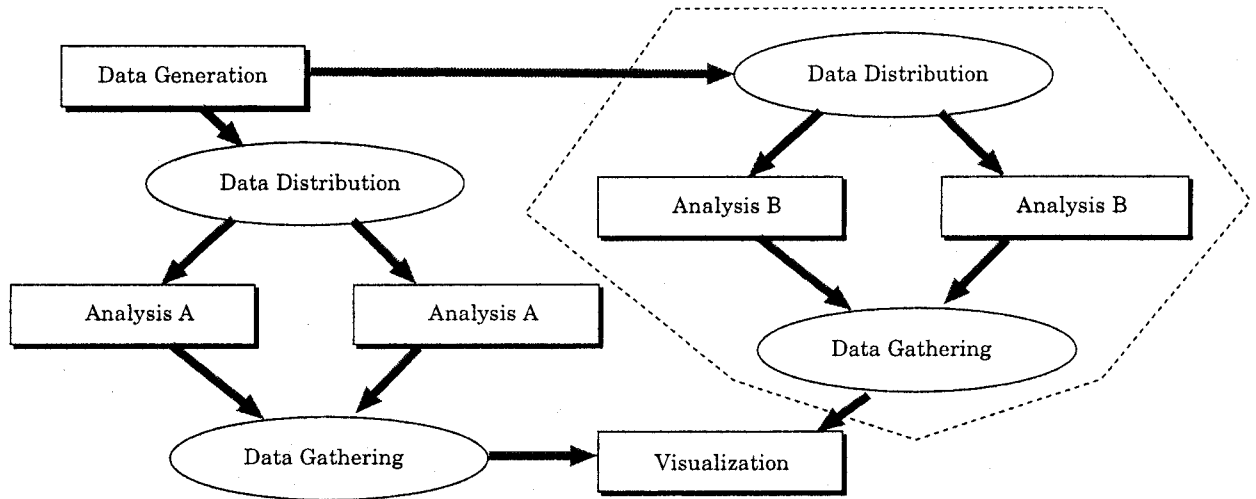 Data Generation
Data Distribution
Data Distribution
Analysis B
Analysis B
Analysis A
Analysis A
Data Gathering
Data Gathering
Visualization